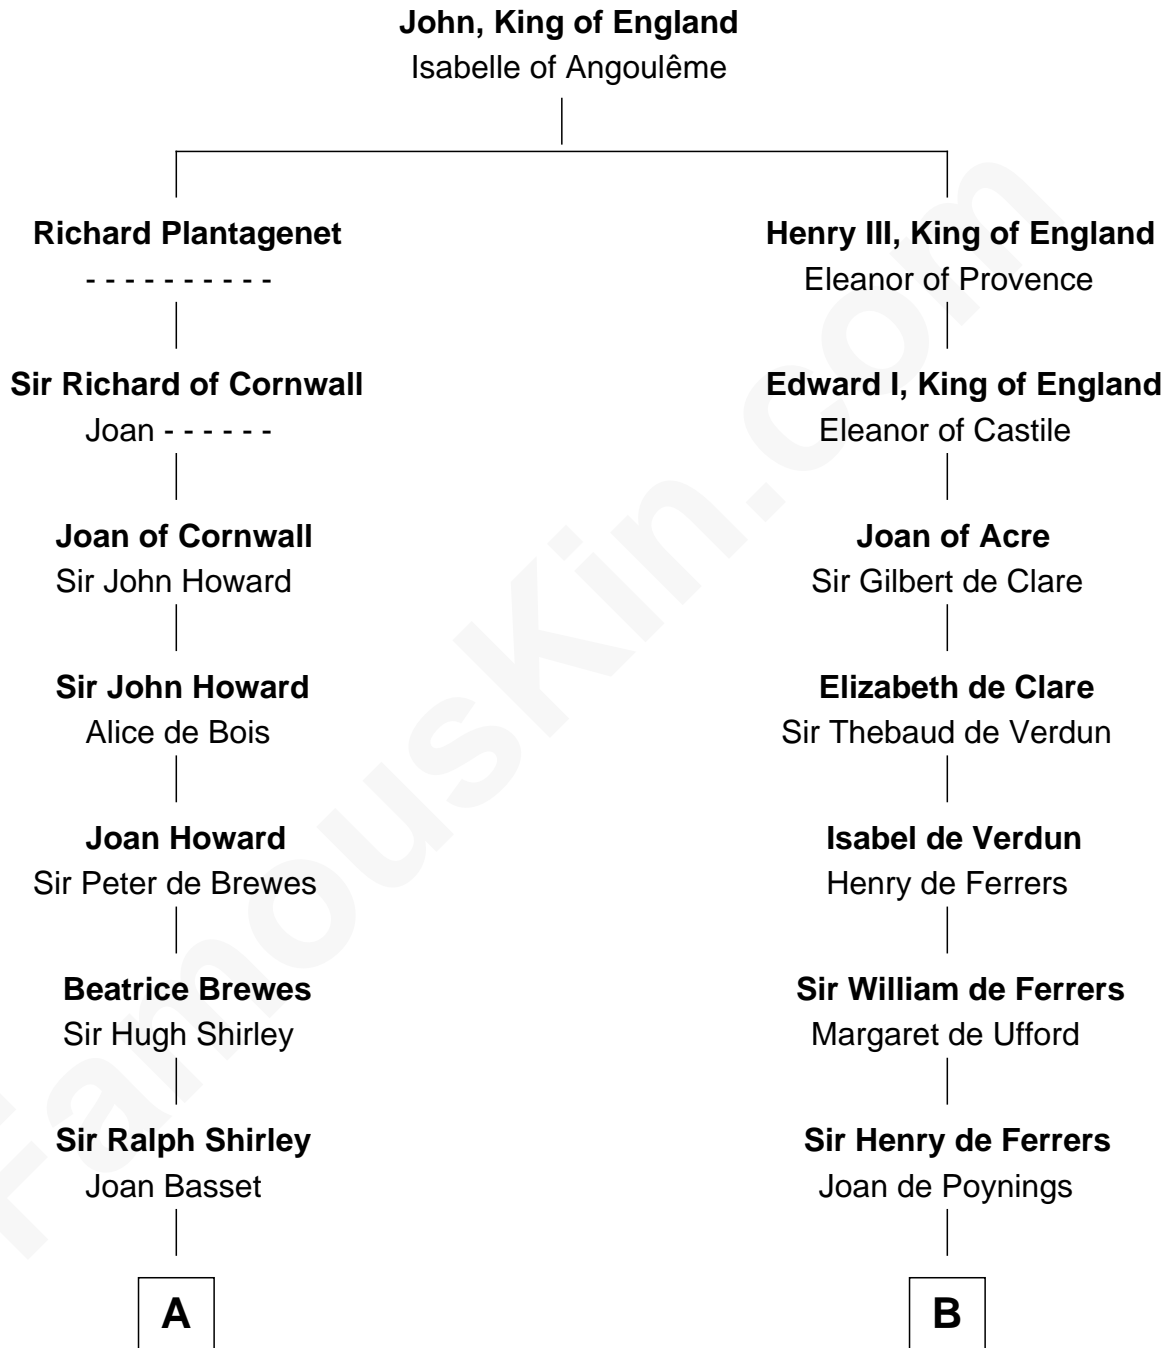 John, King of England
Isabelle of Angoulême
Richard Plantagenet
- - - - - - - - - -
Sir Richard of Cornwall
Joan - - - - - -
Joan of Cornwall
Sir John Howard
Sir John Howard
Alice de Bois
Joan Howard
Sir Peter de Brewes
Beatrice Brewes
Sir Hugh Shirley
Sir Ralph Shirley
Joan Basset
A
Henry III, King of England
Eleanor of Provence
Edward I, King of England
Eleanor of Castile
Joan of Acre
Sir Gilbert de Clare
Elizabeth de Clare
Sir Thebaud de Verdun
Isabel de Verdun
Henry de Ferrers
Sir William de Ferrers
Margaret de Ufford
Sir Henry de Ferrers
Joan de Poynings
B
FamousKin.com